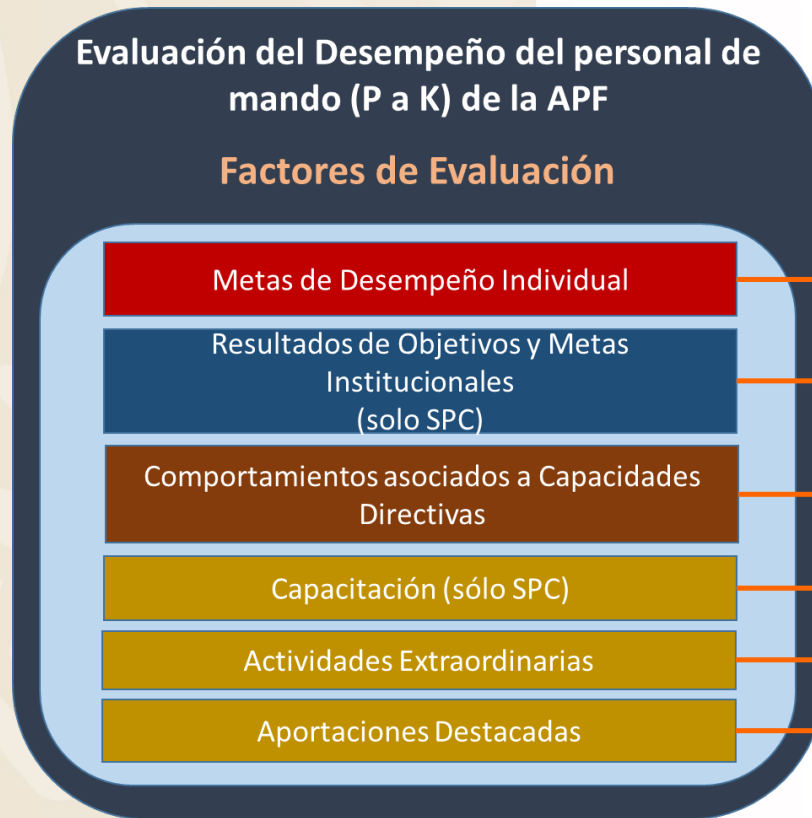 Evaluación del Desempeño del personal de
mando (P a K) de la APF
Factores de Evaluación
Metas de Desempeño Individual
Resultados de Objetivos y Metas
Institucionales
(solo SPC)
Comportamientos asociados a Capacidades
Directivas
Capacitación (sólo SPC)
Actividades Extraordinarias
Aportaciones Destacadas